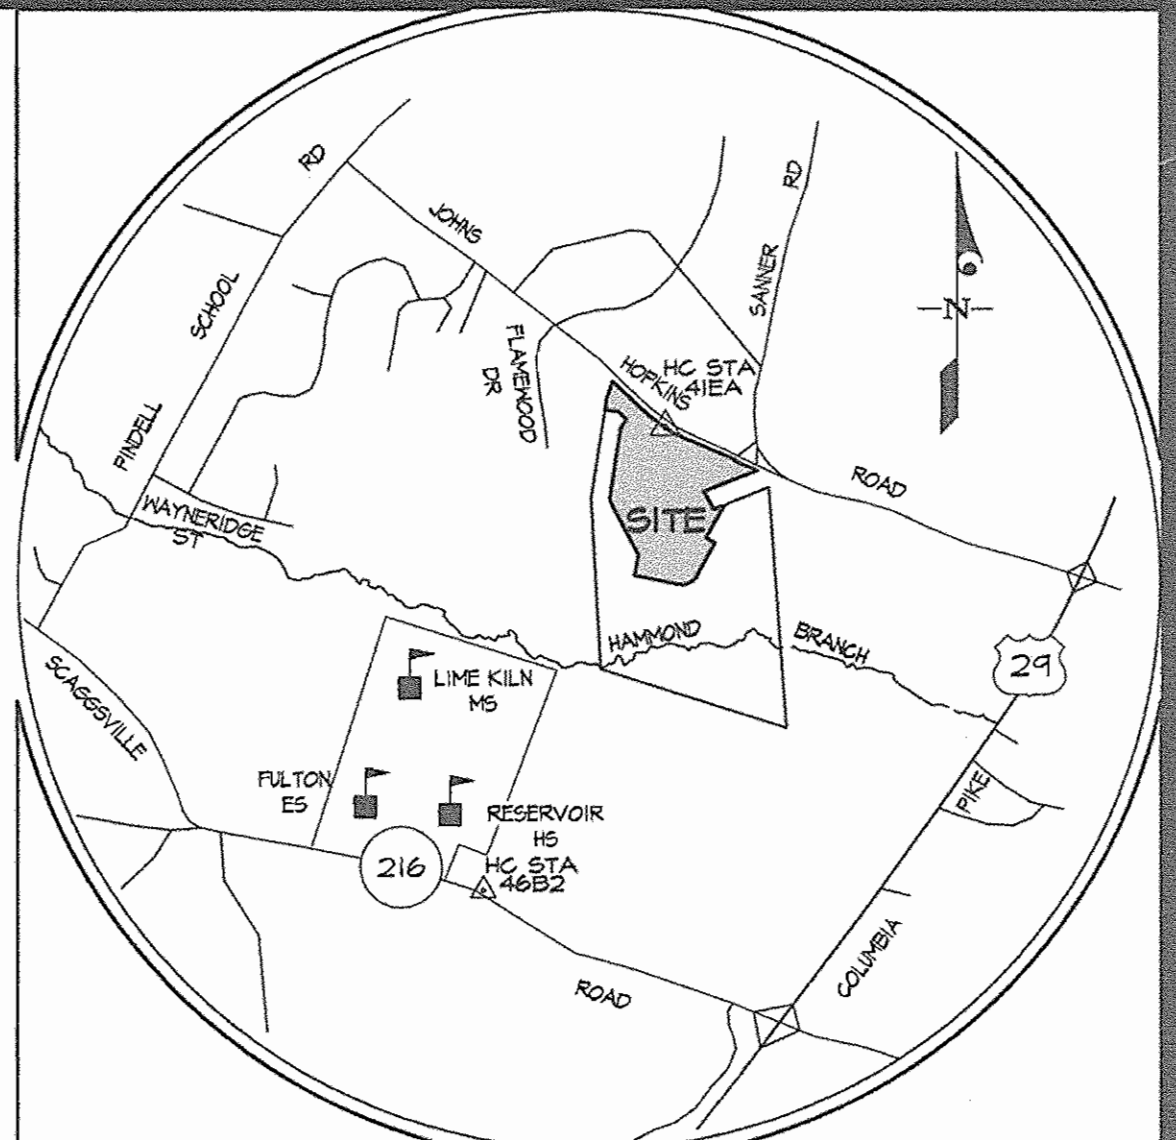 RD
JOHNS
RD
SANNER
SCHOOL
N
FLAMEWOOD
DR
HOPKINS
HC STA
41EA
PINDELL
ROAD
WAYNERIDGE
ST
SITE
HAMMOND
BRANCH
29
SCAGGSVILLE
LIME KILN
MS
FULTON
ES
PIKE
RESERVOIR
HS
216
HC STA
46B2
COLUMBIA
ROAD